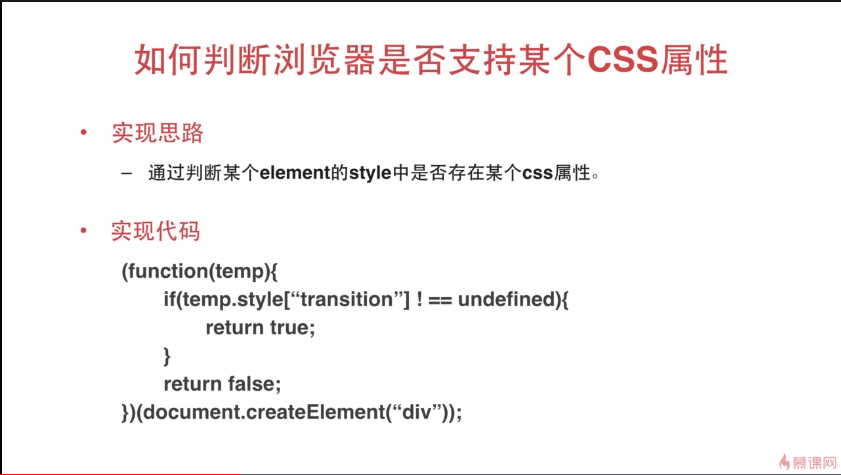 如何判断浏览器是否支持某个CSS属性
• 实现思路
– 通过判断某个element的style中是否存在某个css属性。
• 实现代码
(function(temp){
if(temp.style[“transition”] ! == undefined){
return true;
}
return false;
})(document.createElement(“div”));
慕课网